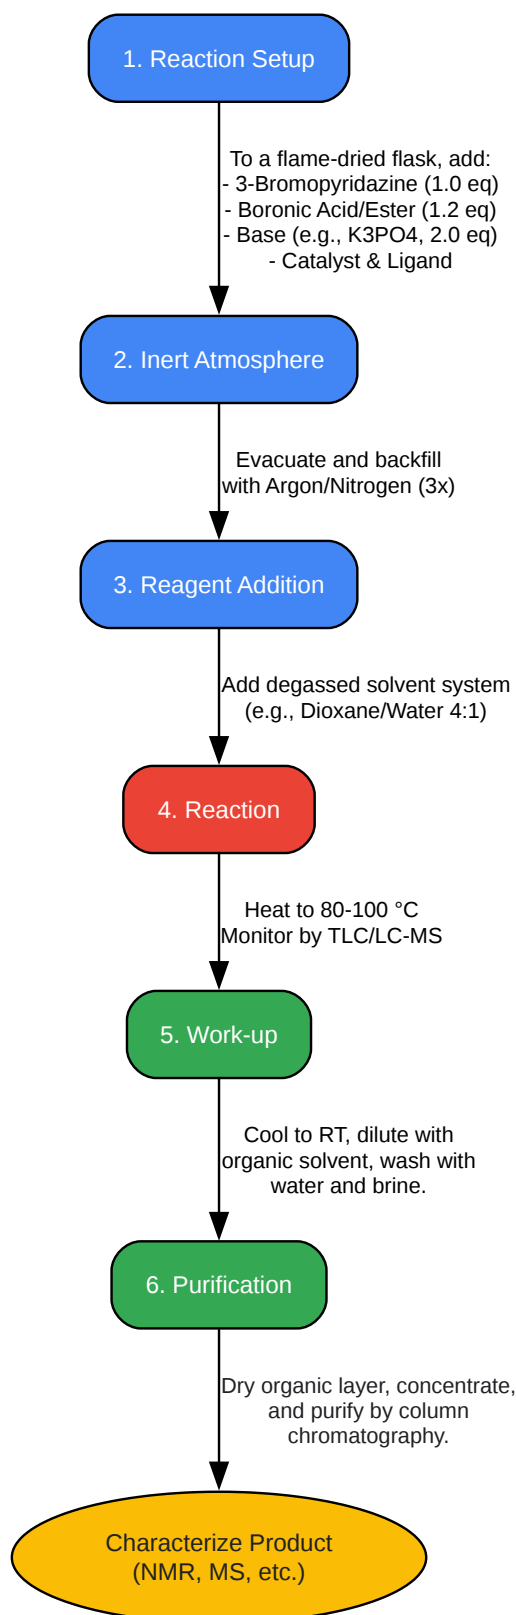 1. Reaction Setup
To a flame-dried flask, add:
- 3-Bromopyridazine (1.0 eq)
- Boronic Acid/Ester (1.2 eq)
- Base (e.g., K3PO4, 2.0 eq)
- Catalyst & Ligand
2. Inert Atmosphere
Evacuate and backfill
with Argon/Nitrogen (3x)
3. Reagent Addition
Add degassed solvent system
(e.g., Dioxane/Water 4:1)
4. Reaction
Heat to 80-100 °C
Monitor by TLC/LC-MS
5. Work-up
Cool to RT, dilute with
organic solvent, wash with
water and brine.
6. Purification
Dry organic layer, concentrate,
and purify by column
chromatography.
Characterize Product
(NMR, MS, etc.)